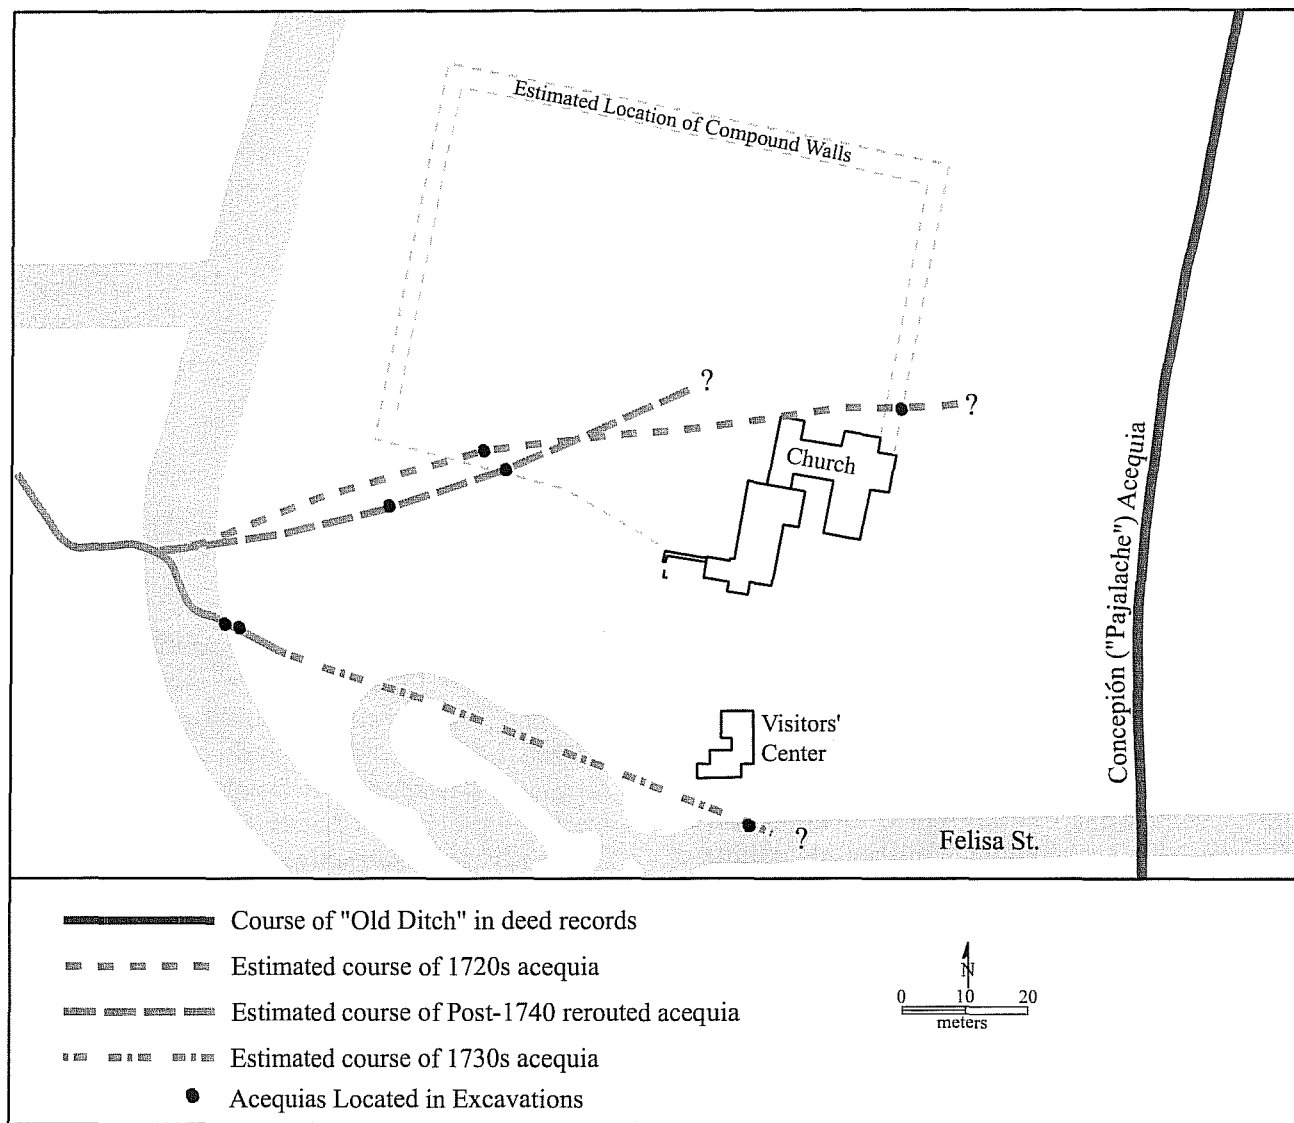 Estimated Location of Compound Walls
?
?
Church
Concepión ("Pajalache") Acequia
Visitors'
Center
?
Felisa St.
Course of "Old Ditch" in deed records
Estimated course of 1720s acequia
Estimated course of Post-1740 rerouted acequia
Estimated course of 1730s acequia
Acequias Located in Excavations
N
0 10 20
meters